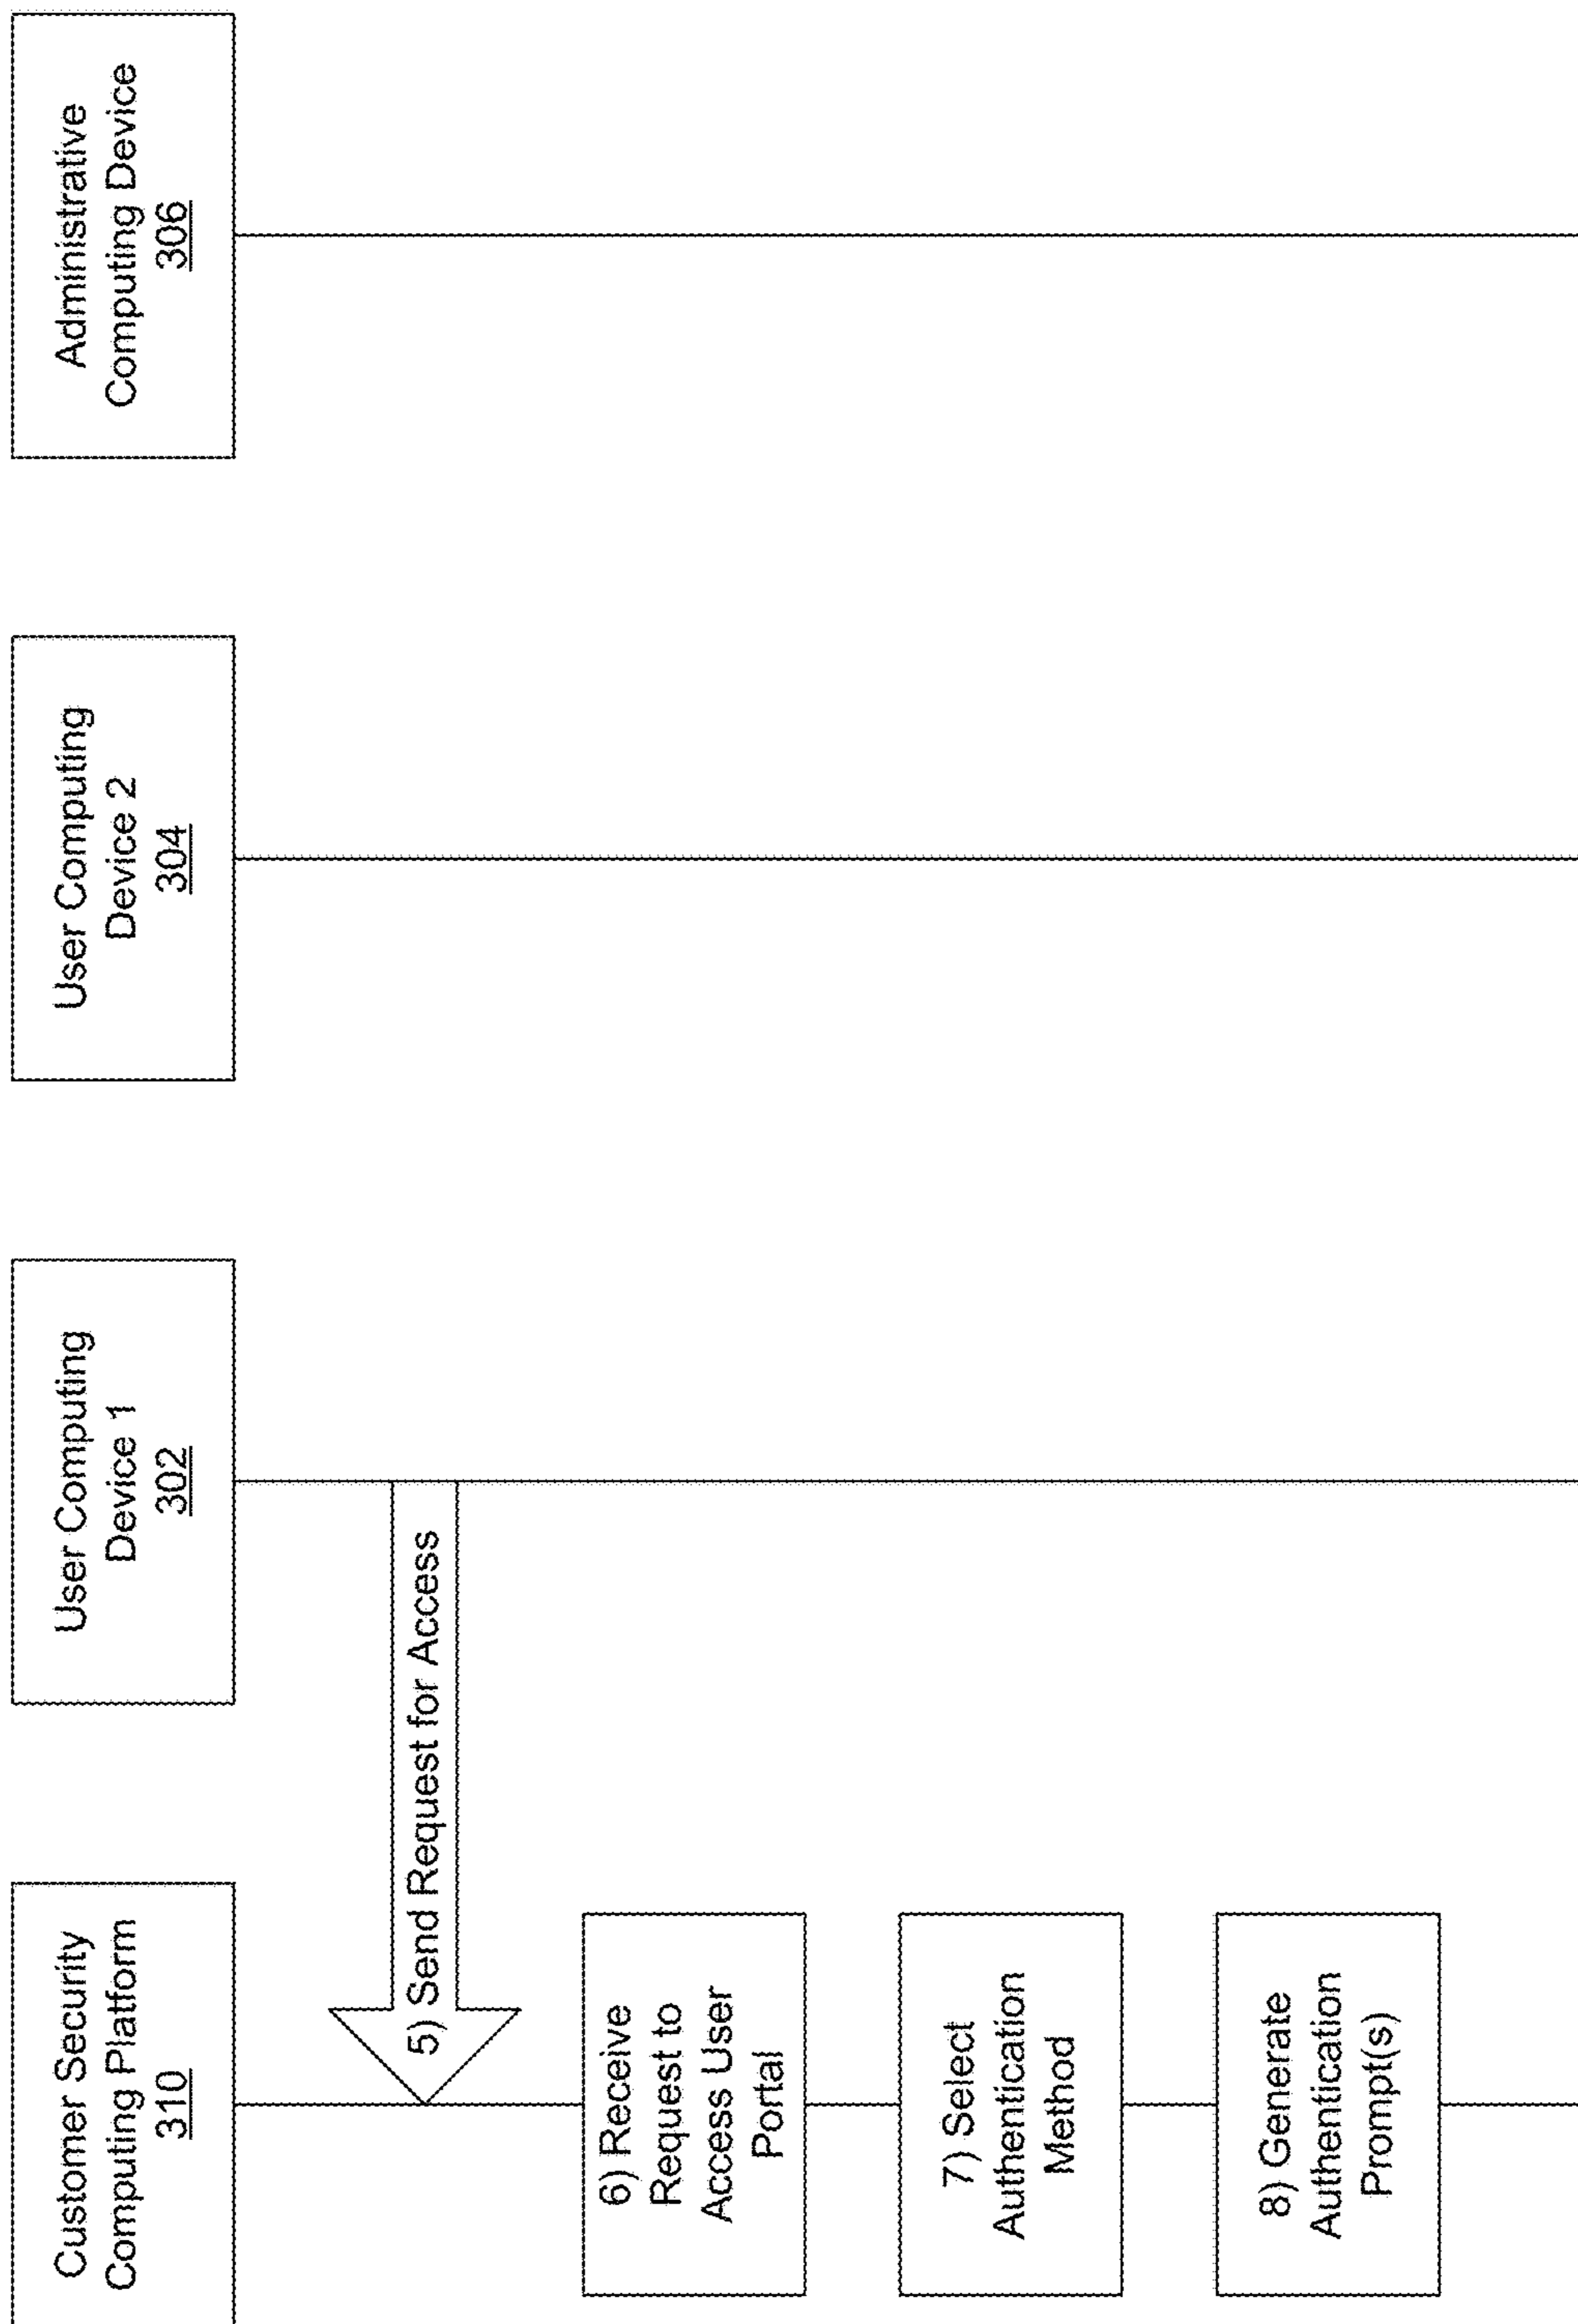 Customer Security
Computing Platform
310
User Computing
Device 1
302
User Computing
Device 2
304
Administrative
Computing Device
306
5) Send Request for Access
6) Receive
Request to
Access User
Portal
7) Select
Authentication
Method
8) Generate
Authentication
Prompt(s)